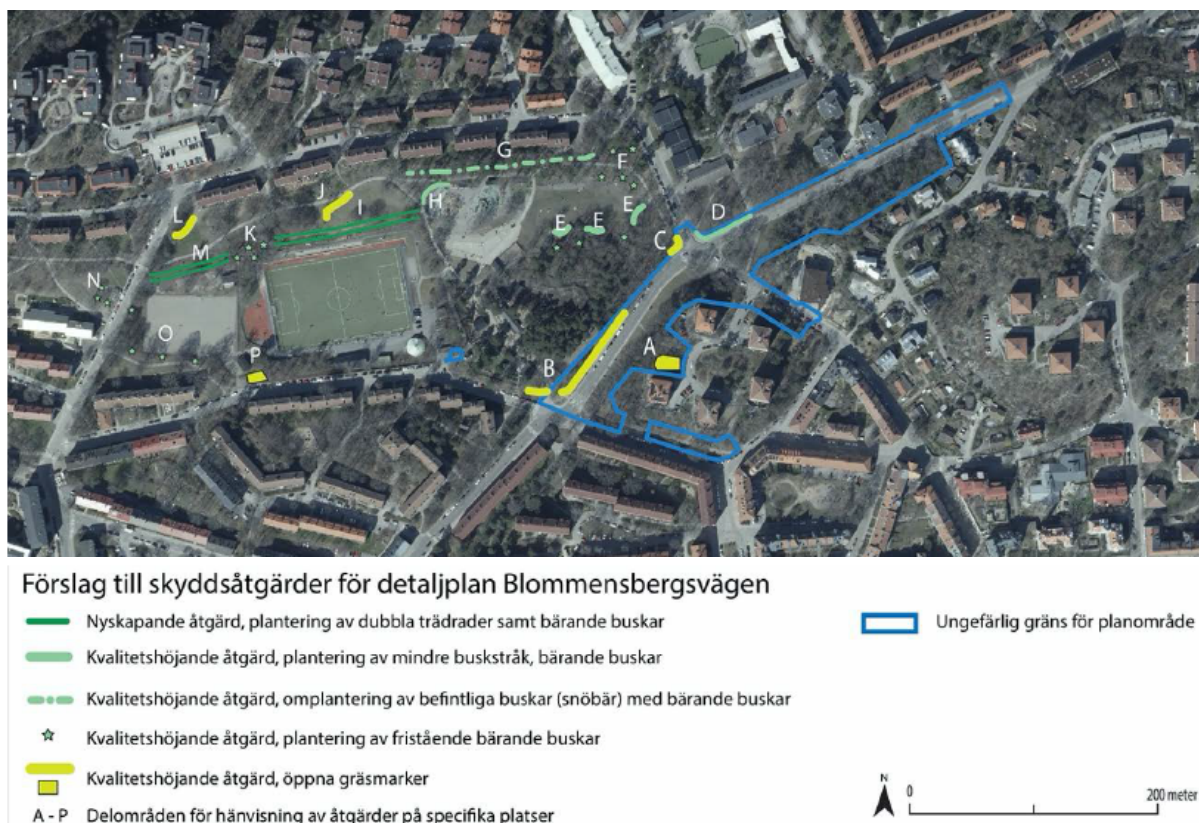 G
F
J
H
I
L
E
E
E
D
K
C
M
N
O
P
A
B
Förslag till skyddsåtgärder för detaljplan Blommensbergsvägen
Nyskapande åtgärd, plantering av dubbla trädrader samt bärande buskar
Ungefärlig gräns för planområde
Kvalitetshöjande åtgärd, plantering av mindre buskstråk, bärande buskar
Kvalitetshöjande åtgärd, omplantering av befintliga buskar (snöbär) med bärande buskar
Kvalitetshöjande åtgärd, plantering av fristående bärande buskar
Kvalitetshöjande åtgärd, öppna gräsmarker
A - P Delområden för hänvisning av åtgärder på specifika platser
N
0
200 meter